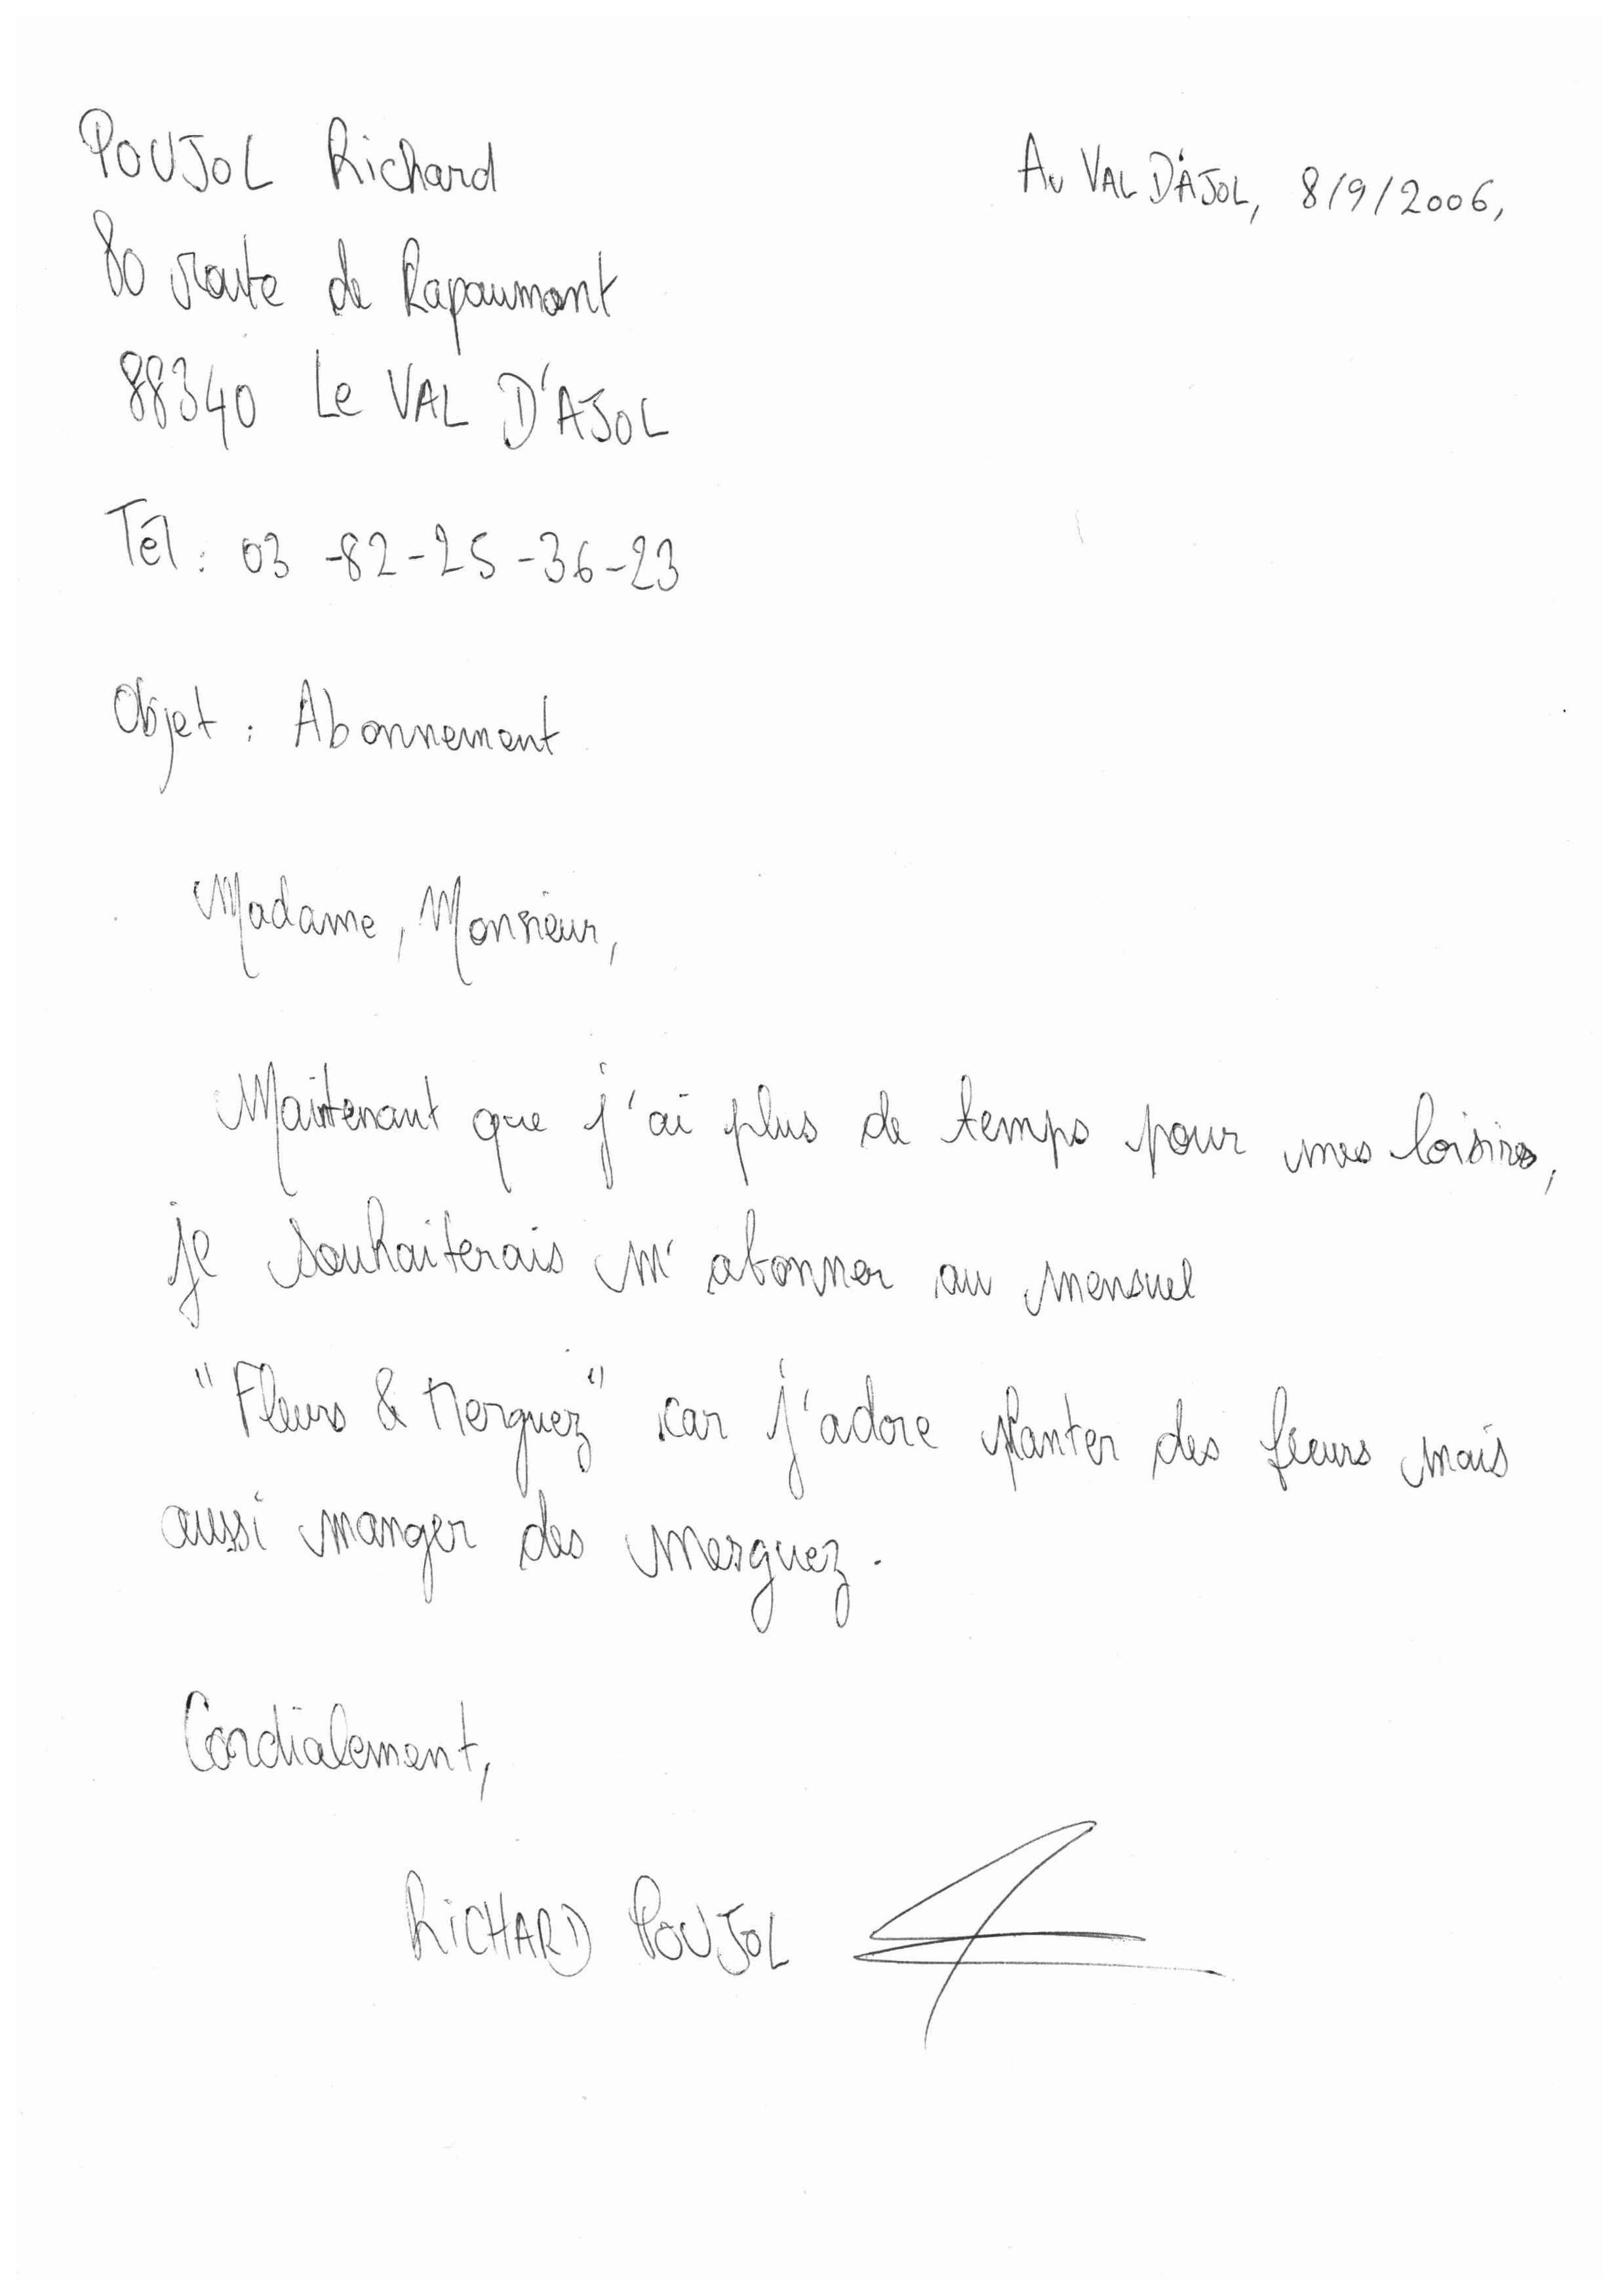 POUJOL Richard
Au VAL D'AJOL, 8/9/2006,
80 route de Rapaumont
88340 Le VAL D'AJOL
Tél : 03 -82-25-36-23
Objet : Abonnement
Madame, Monsieur,
Maintenant que j'ai plus de temps pour mes loisirs,
je souhaiterais m'abonner au mensuel
"Fleurs & Merguez" car j'adore planter des fleurs mais
aussi manger des merguez.
Cordialement,
RICHARD POUJOL